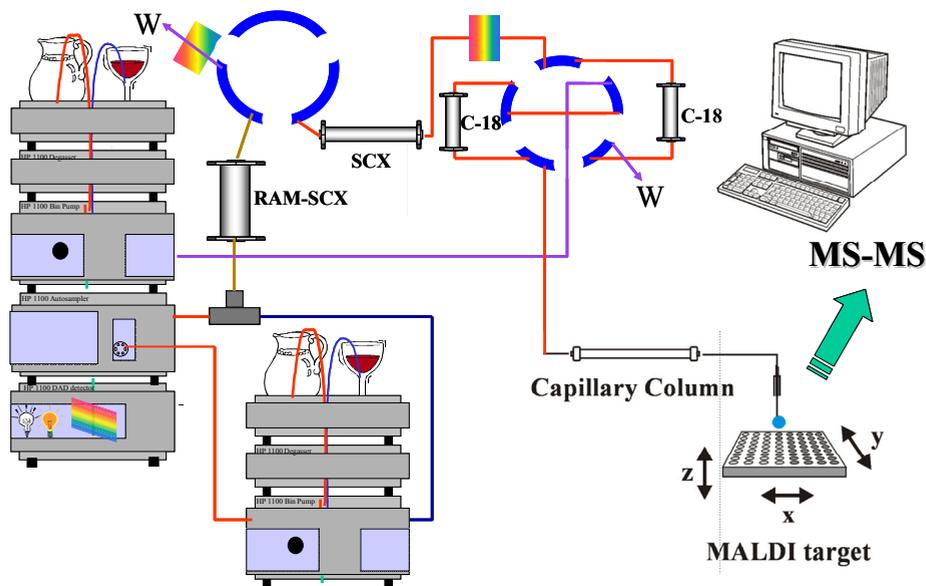 W
HP 1100 Degasser
HP 1100 Bin Pump
HP 1100 Autosampler
HP 1100 DAD detector
RAM-SCX
SCX
C-18
C-18
W
MS-MS
HP 1100 Degasser
HP 1100 Bin Pump
Capillary Column
y
z
x
MALDI target